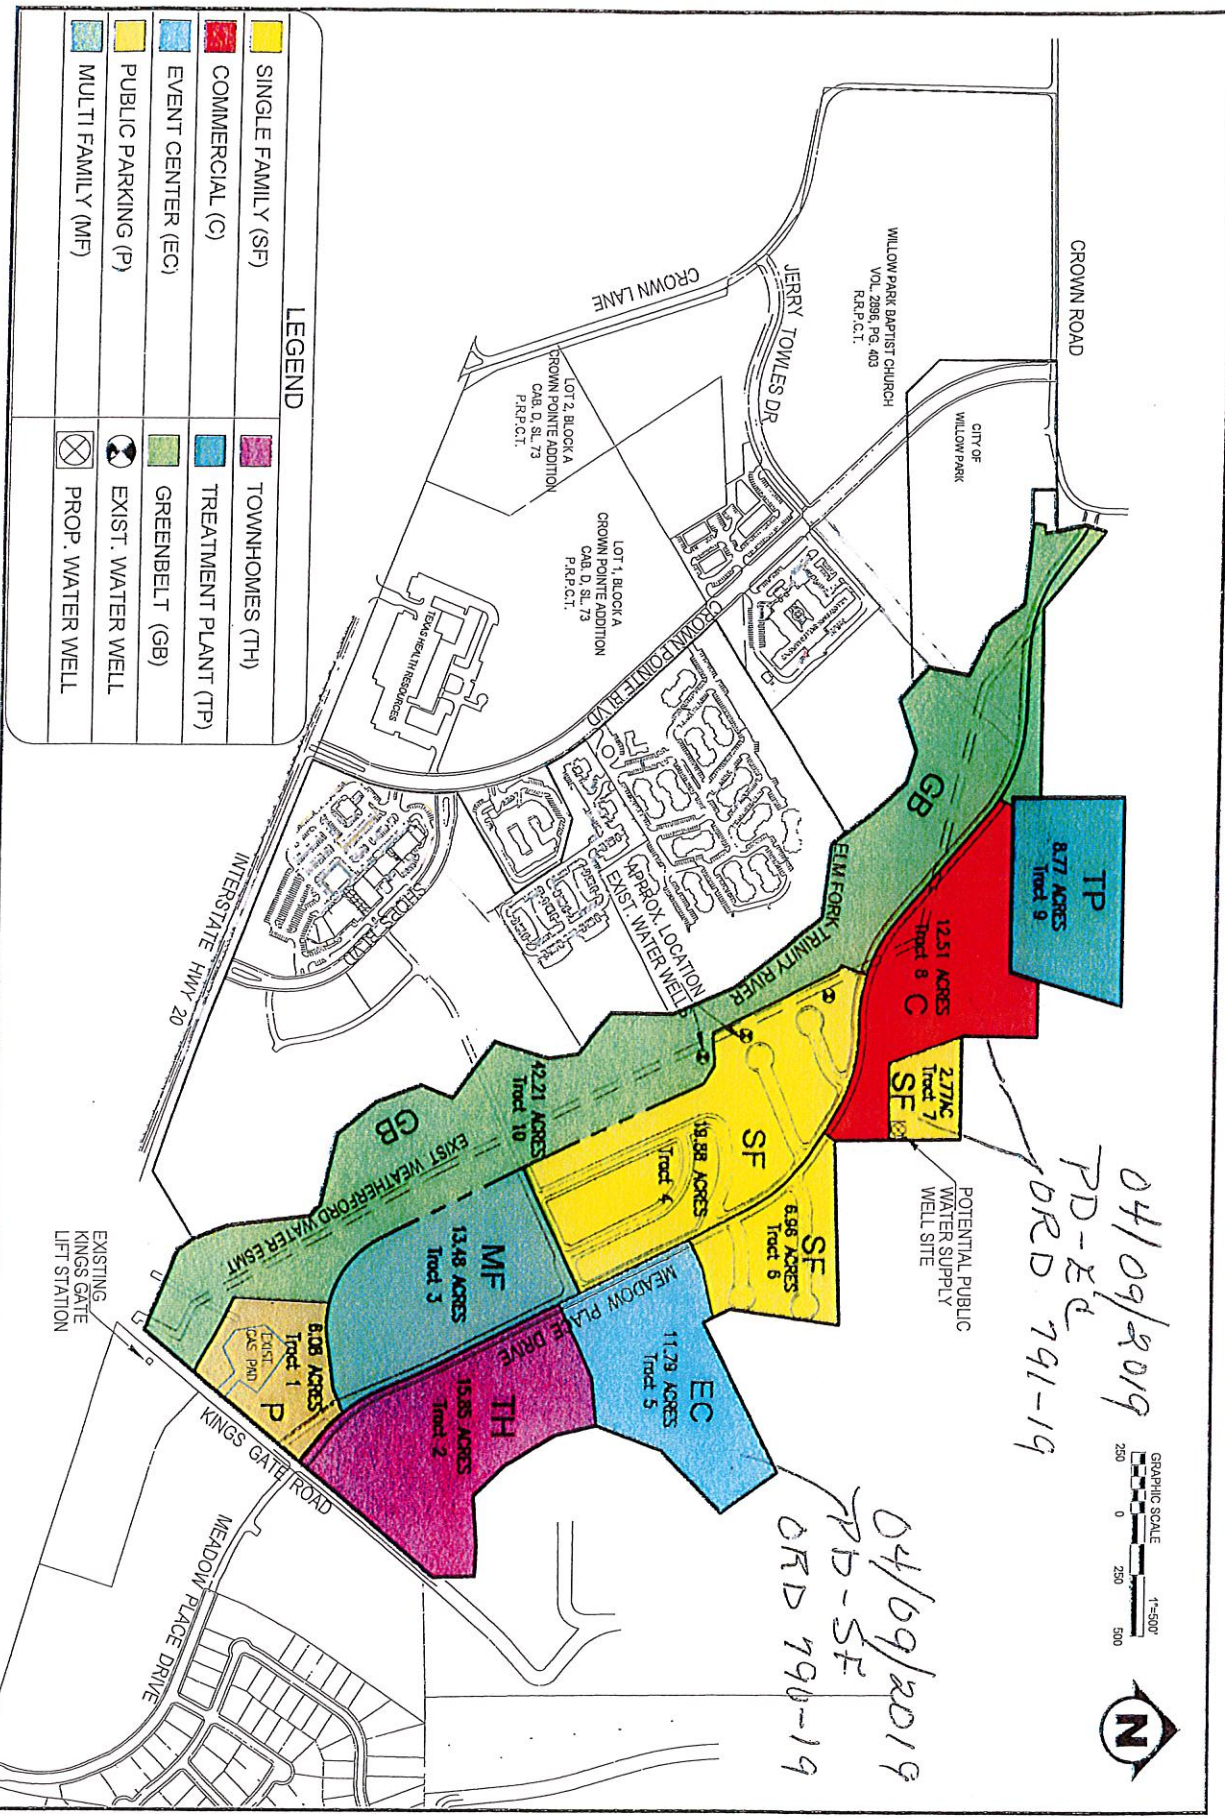 CROWN ROAD
CITY OF
WILLOW PARK
WILLOW PARK BAPTIST CHURCH
VOL. 2896, PG. 403
R.R.P.C.T.
JERRY TOWLES DR
CROWN LANE
LOT 2, BLOCK A
CROWN POINTE ADDITION
CAB. D, SL. 73
P.R.P.C.T.
LOT 1, BLOCK A
CROWN POINTE ADDITION
CAB. D, SL. 73
P.R.P.C.T.
CROWN POINTE BLVD
TEXAS HEALTH RESOURCES
SHOPS BLVD
INTERSTATE HWY 20
APPROX. LOCATION
EXIST. WATER WELLS
ELM FORK TRINITY RIVER
GB
TP
8.77 ACRES
Tract 9
12.51 ACRES
Tract 8
C
2.77AC
Tract 7
SF
POTENTIAL PUBLIC
WATER SUPPLY
WELL SITE
SF
6.96 ACRES
Tract 6
SF
19.88 ACRES
Tract 4
42.21 ACRES
Tract 10
GB
EXIST WEATHERFORD WATER ESMT
MF
13.48 ACRES
Tract 3
MEADOW PLACE DRIVE
EC
11.79 ACRES
Tract 5
TH
15.85 ACRES
Tract 2
6.08 ACRES
Tract 1
P
EXIST.
GAS PAD
KINGS GATE ROAD
EXISTING
KINGS GATE
LIFT STATION
MEADOW PLACE DRIVE
04/09/2019
PD-EC
ORD 791-19
04/09/2019
PD-SF
ORD 790-19
GRAPHIC SCALE
1"=500'
250 0 250 500
N
LEGEND
SINGLE FAMILY (SF)
COMMERCIAL (C)
EVENT CENTER (EC)
PUBLIC PARKING (P)
MULTI FAMILY (MF)
TOWNHOMES (TH)
TREATMENT PLANT (TP)
GREENBELT (GB)
EXIST. WATER WELL
PROP. WATER WELL